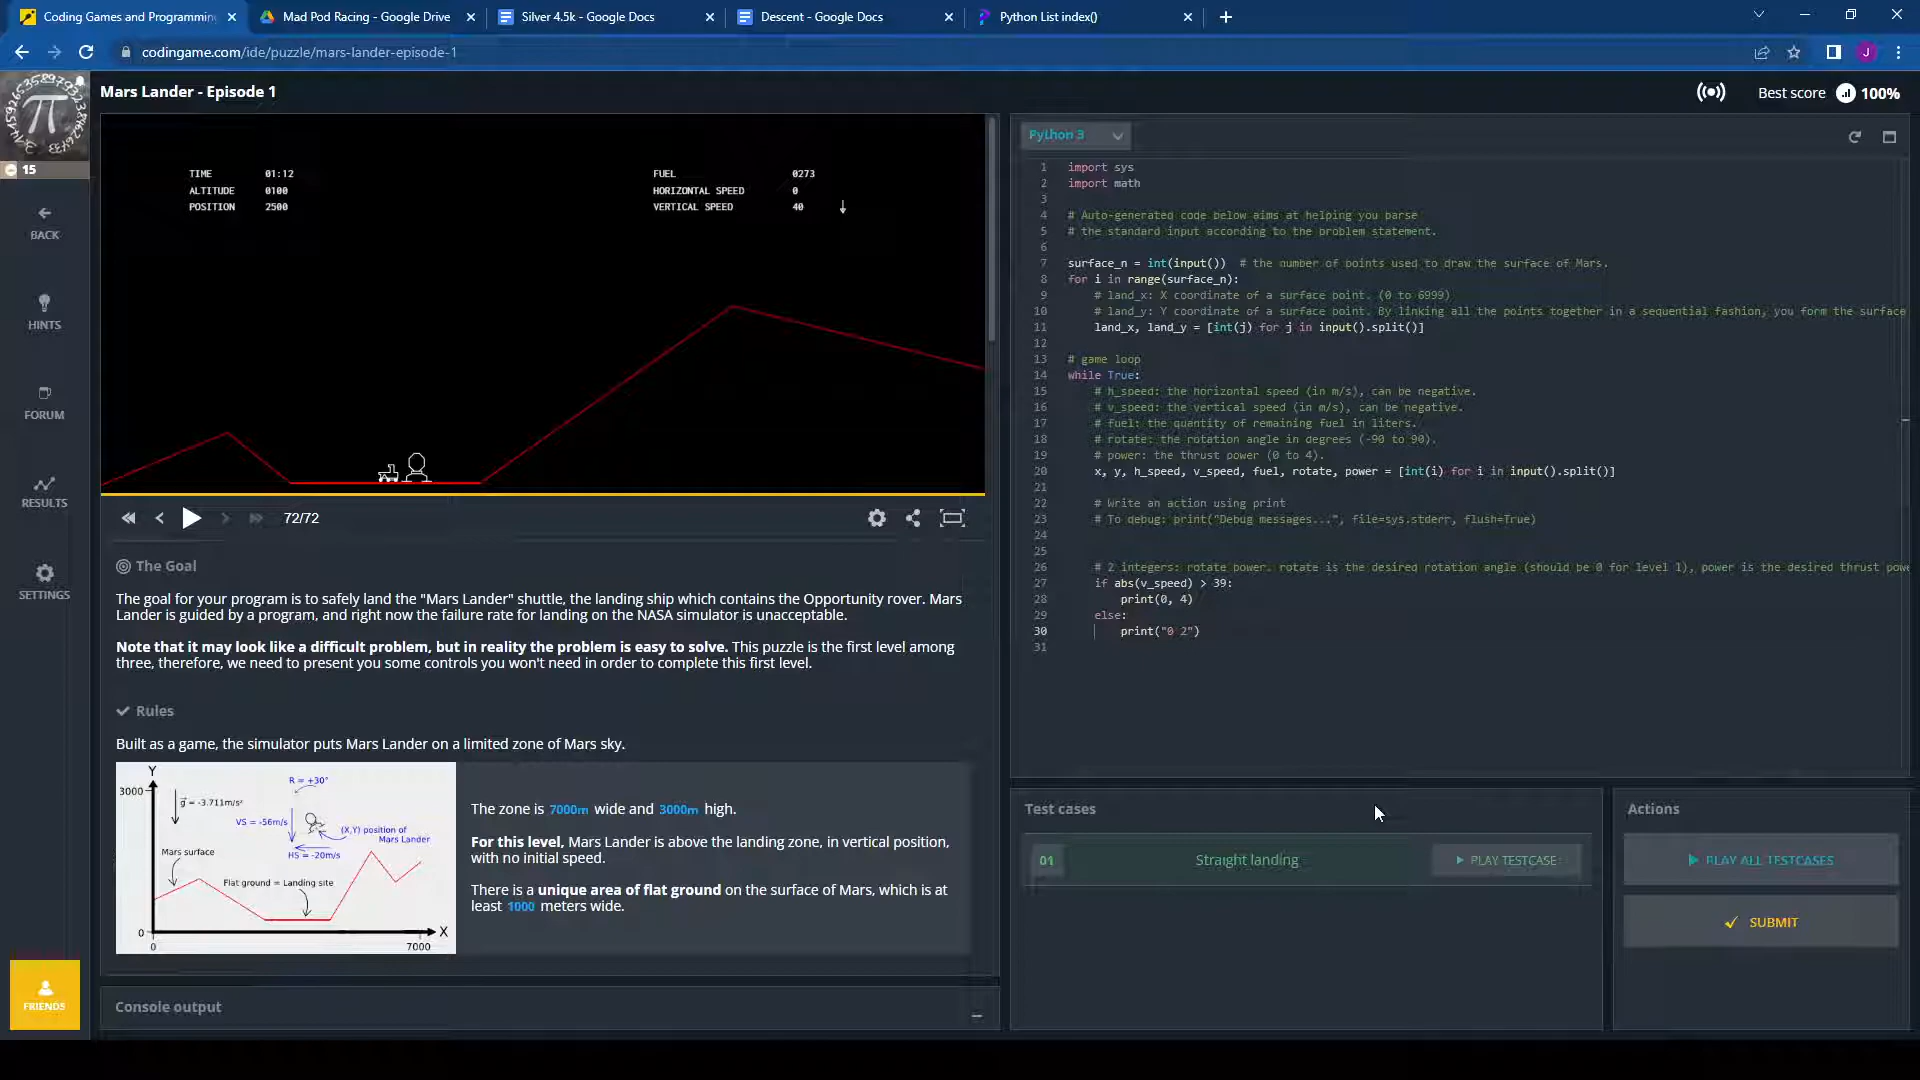 Coding Games and Programming
Mad Pod Racing - Google Drive
Silver 4.5k - Google Docs
Descent - Google Docs
Python List index()
codingame.com/ide/puzzle/mars-lander-episode-1
J
Mars Lander - Episode 1
Best score 100%
15
BACK
HINTS
FORUM
RESULTS
SETTINGS
FRIENDS
TIME 01:12
ALTITUDE 0100
POSITION 2500
FUEL 0273
HORIZONTAL SPEED 0
VERTICAL SPEED 40
72/72
The Goal
The goal for your program is to safely land the "Mars Lander" shuttle, the landing ship which contains the Opportunity rover. Mars
Lander is guided by a program, and right now the failure rate for landing on the NASA simulator is unacceptable.
Note that it may look like a difficult problem, but in reality the problem is easy to solve. This puzzle is the first level among
three, therefore, we need to present you some controls you won't need in order to complete this first level.
Rules
Built as a game, the simulator puts Mars Lander on a limited zone of Mars sky.
Y
3000
g = -3.711m/s²
R = +30°
VS = -56m/s
(X,Y) position of
Mars Lander
HS = -20m/s
Mars surface
Flat ground = Landing site
0
X
0
7000
The zone is 7000m wide and 3000m high.
For this level, Mars Lander is above the landing zone, in vertical position,
with no initial speed.
There is a unique area of flat ground on the surface of Mars, which is at
least 1000 meters wide.
Console output
Python 3
1 import sys
2 import math
3
4 # Auto-generated code below aims at helping you parse
5 # the standard input according to the problem statement.
6
7 surface_n = int(input()) # the number of points used to draw the surface of Mars.
8 for i in range(surface_n):
9 # land_x: X coordinate of a surface point. (0 to 6999)
10 # land_y: Y coordinate of a surface point. By linking all the points together in a sequential fashion, you form the surface
11 land_x, land_y = [int(j) for j in input().split()]
12
13 # game loop
14 while True:
15 # h_speed: the horizontal speed (in m/s), can be negative.
16 # v_speed: the vertical speed (in m/s), can be negative.
17 # fuel: the quantity of remaining fuel in liters.
18 # rotate: the rotation angle in degrees (-90 to 90).
19 # power: the thrust power (0 to 4).
20 x, y, h_speed, v_speed, fuel, rotate, power = [int(i) for i in input().split()]
21
22 # Write an action using print
23 # To debug: print("Debug messages...", file=sys.stderr, flush=True)
24
25
26 # 2 integers: rotate power. rotate is the desired rotation angle (should be 0 for level 1), power is the desired thrust pow
27 if abs(v_speed) > 39:
28 print(0, 4)
29 else:
30 print("0 2")
31
Test cases
01 Straight landing PLAY TESTCASE
Actions
PLAY ALL TESTCASES
SUBMIT